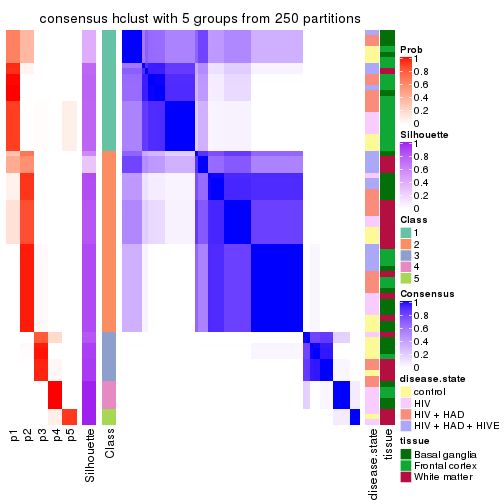 consensus hclust with 5 groups from 250 partitions
Prob
1
0.8
0.6
0.4
0.2
0
Silhouette
1
0.8
0.6
0.4
0.2
0
Class
1
2
3
4
5
Consensus
1
0.8
0.6
0.4
0.2
0
disease.state
control
HIV
HIV + HAD
HIV + HAD + HIVE
tissue
Basal ganglia
Frontal cortex
White matter
p1
p2
p3
p4
p5
Silhouette
Class
disease.state
tissue